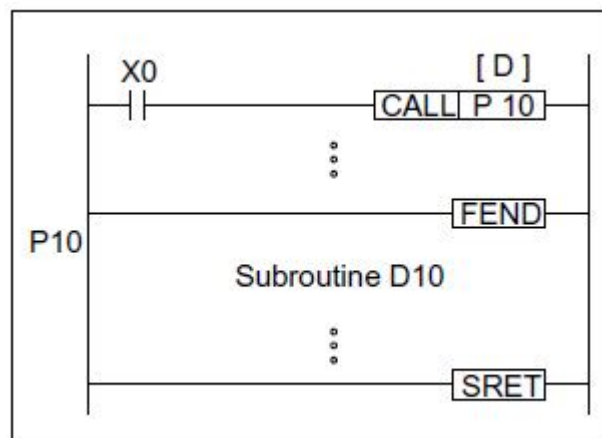 X0
[ D ]
CALL P 10
FEND
P10
Subroutine D10
SRET